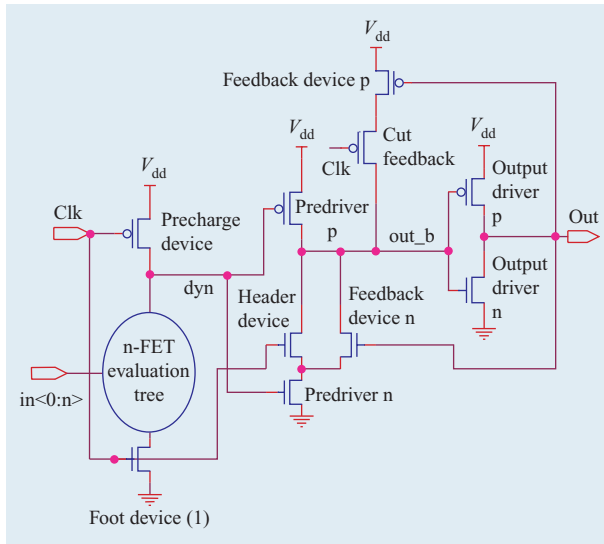 Vdd
Feedback device p
Vdd
Cut
feedback
Clk
Vdd
Output
driver
p
Vdd
Clk
Precharge
device
Predriver
p
out_b
Out
dyn
Header
device
Feedback
device n
Output
driver
n
n-FET
evaluation
tree
in<0:n>
Predriver n
Foot device (1)